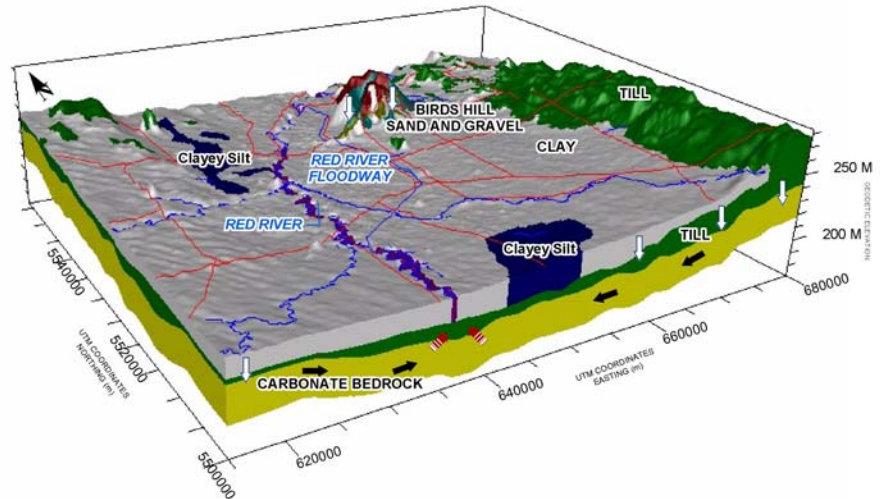 TILL
BIRDS HILL
SAND AND GRAVEL
CLAY
Clayey Silt
RED RIVER
FLOODWAY
250 M
RED RIVER
Clayey Silt
TILL
200 M
GEODETIC ELEVATION
680000
5540000
660000
UTM COORDINATES
NORTHING (m)
5520000
CARBONATE BEDROCK
UTM COORDINATES
EASTING (m)
640000
620000
5500000